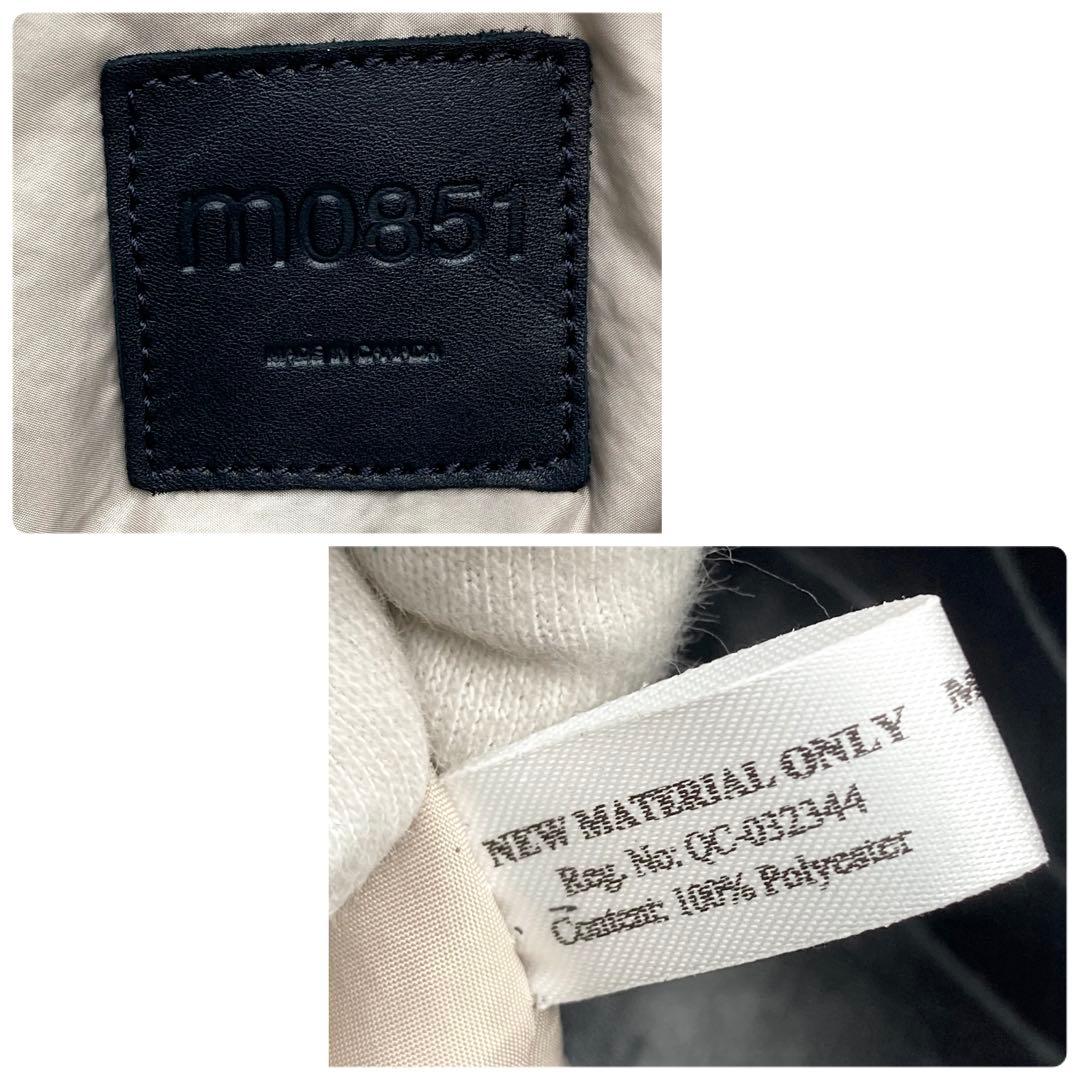 m0851
MADE IN CANADA
NEW MATERIAL ONLY
Reg. No: QC-032344
Content: 100% Polyester
M